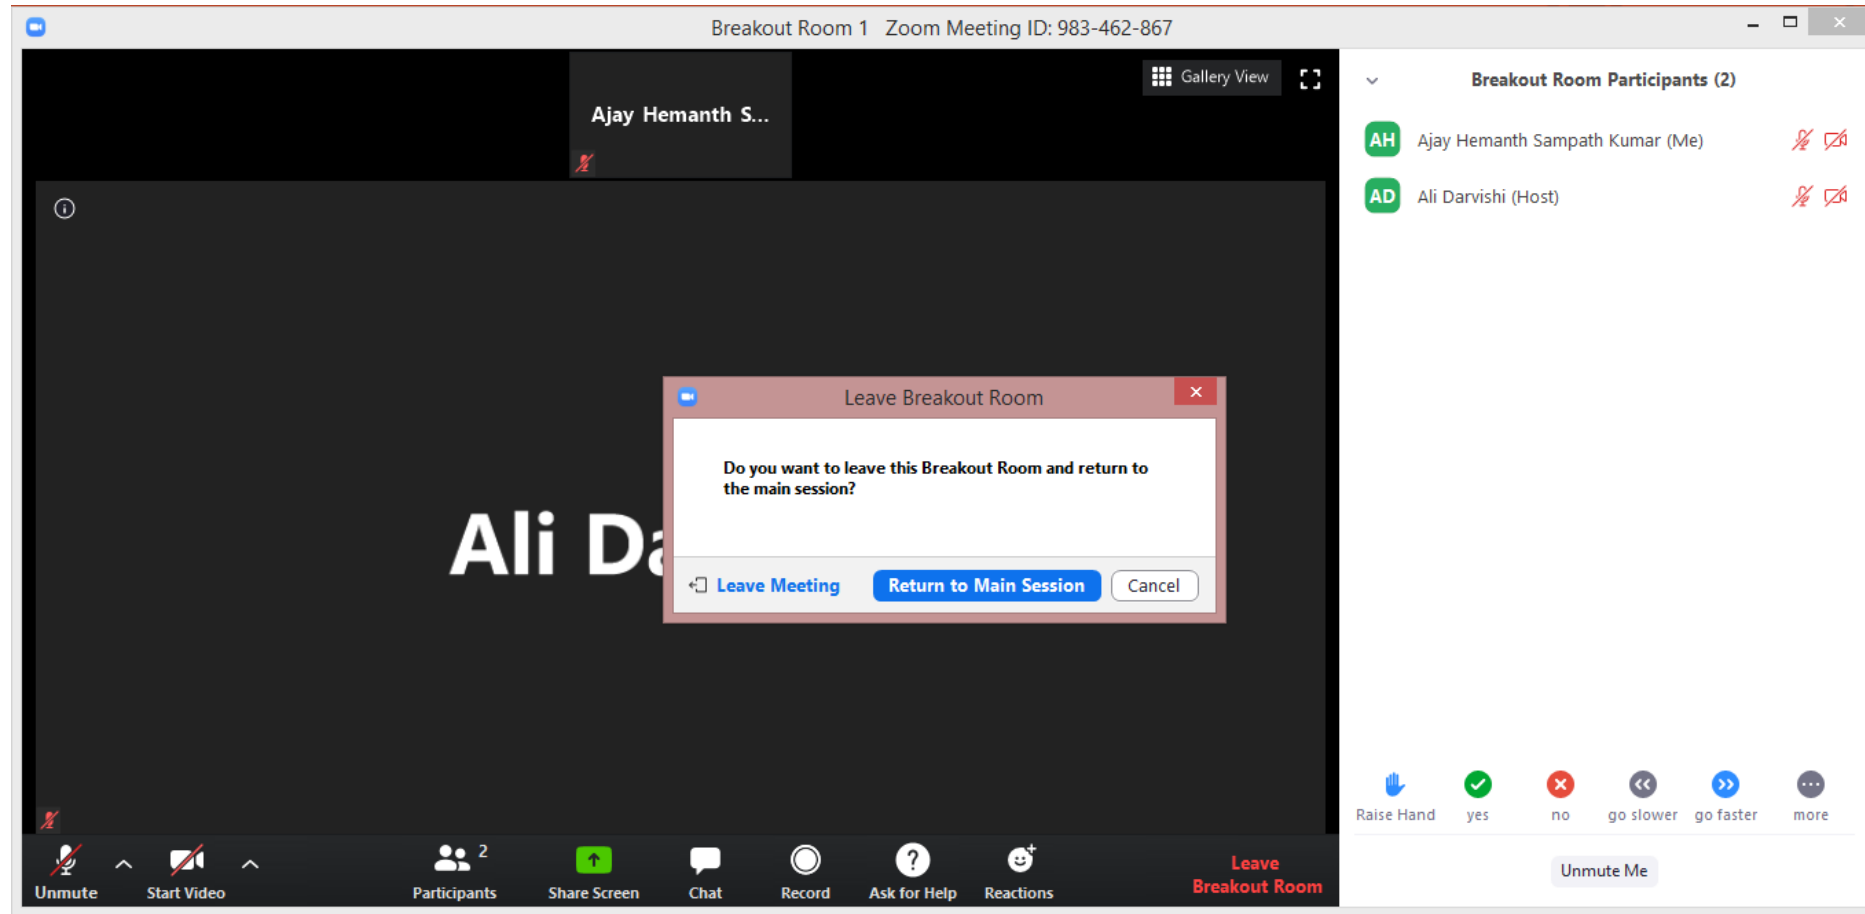 Breakout Room 1 Zoom Meeting ID: 983-462-867
Ajay Hemanth S...
Gallery View
Breakout Room Participants (2)
AH Ajay Hemanth Sampath Kumar (Me)
AD Ali Darvishi (Host)
Leave Breakout Room
Do you want to leave this Breakout Room and return to
the main session?
Leave Meeting
Return to Main Session
Cancel
Ali Da
Raise Hand
yes
no
go slower
go faster
more
Unmute Me
Unmute
Start Video
2
Participants
Share Screen
Chat
Record
Ask for Help
Reactions
Leave
Breakout Room